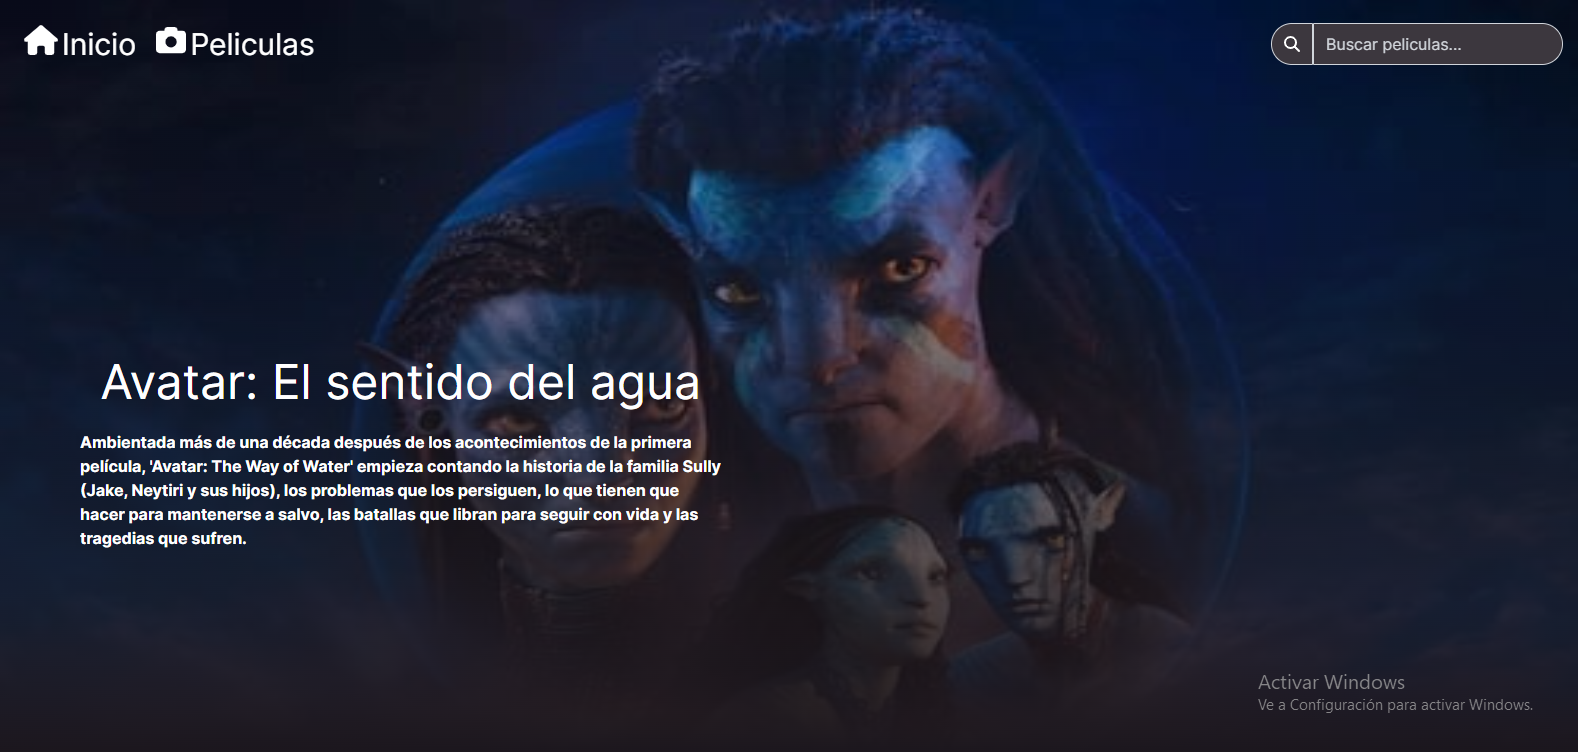 Inicio Peliculas
Buscar peliculas...
Avatar: El sentido del agua
Ambientada más de una década después de los acontecimientos de la primera
película, 'Avatar: The Way of Water' empieza contando la historia de la familia Sully
(Jake, Neytiri y sus hijos), los problemas que los persiguen, lo que tienen que
hacer para mantenerse a salvo, las batallas que libran para seguir con vida y las
tragedias que sufren.
Activar Windows
Ve a Configuración para activar Windows.